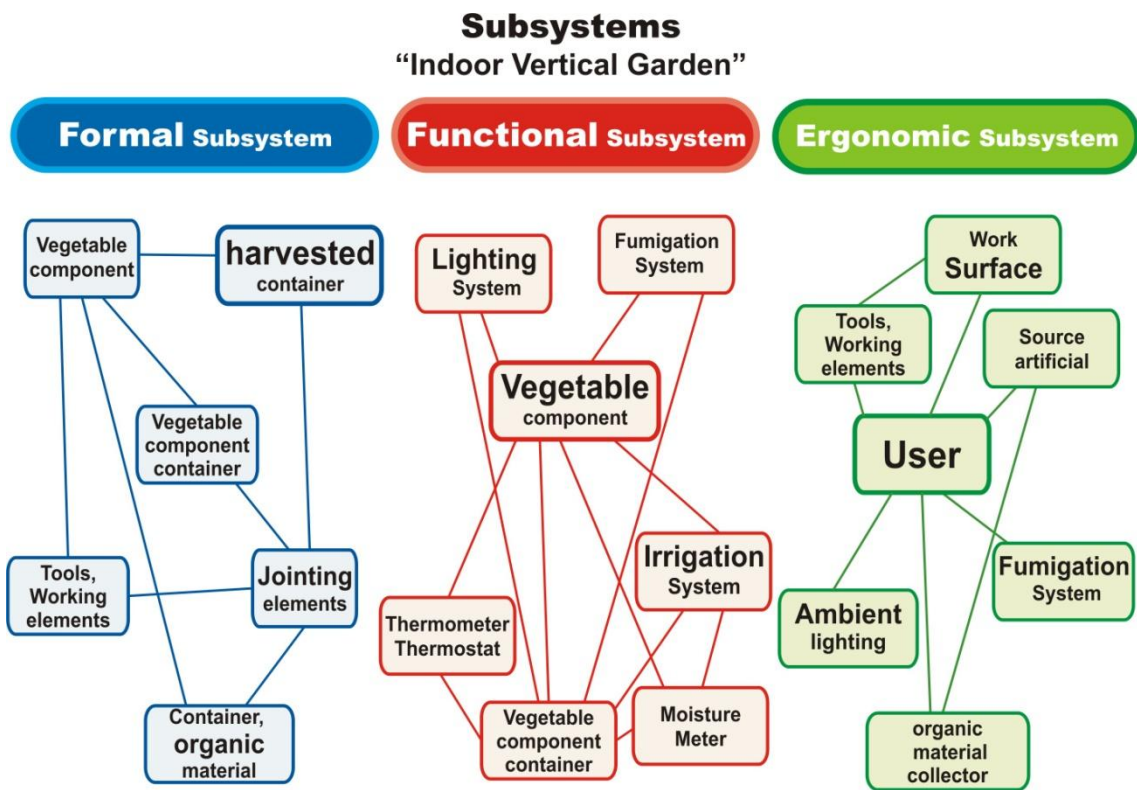 Subsystems
“Indoor Vertical Garden”
Formal Subsystem
Functional Subsystem
Ergonomic Subsystem
Vegetable
component
harvested
container
Vegetable
component
container
Tools,
Working
elements
Jointing
elements
Container,
organic
material
Lighting
System
Fumigation
System
Vegetable
component
Irrigation
System
Thermometer
Thermostat
Vegetable
component
container
Moisture
Meter
Work
Surface
Tools,
Working
elements
Source
artificial
User
Fumigation
System
Ambient
lighting
organic
material
collector